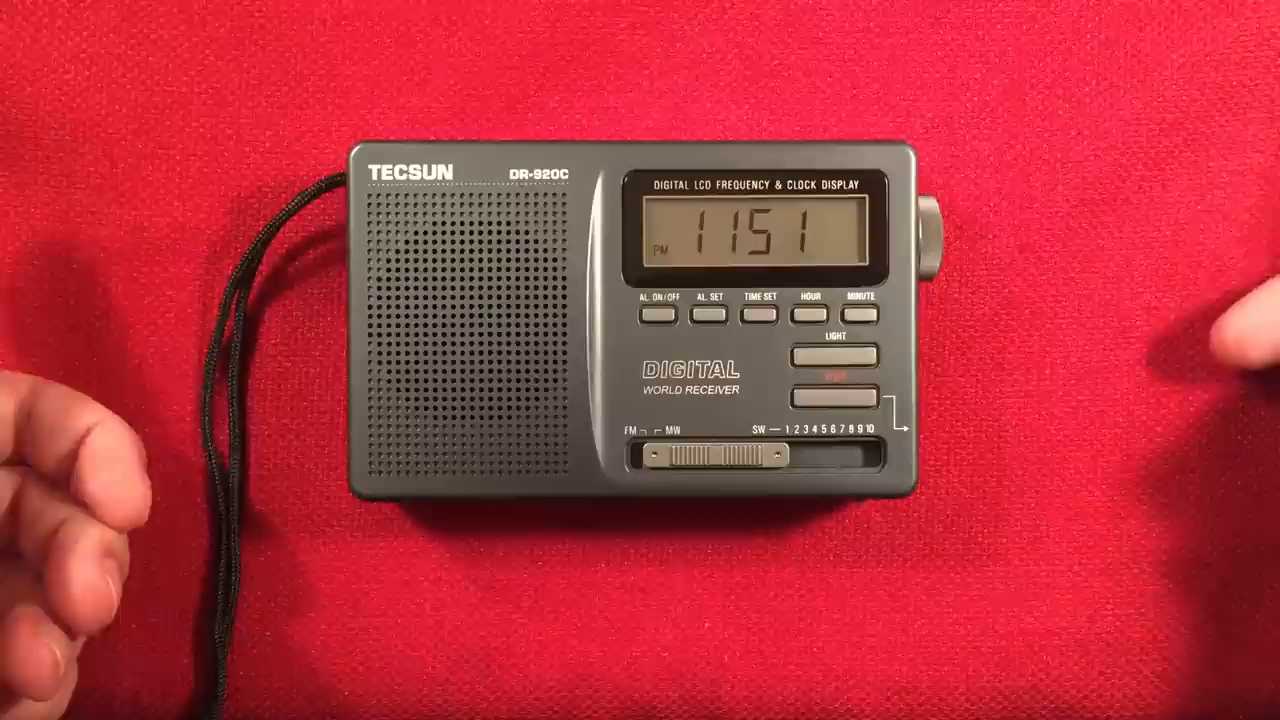 TECSUN DR-920C
DIGITAL LCD FREQUENCY & CLOCK DISPLAY
PM 1151
AL. ON/OFF AL. SET TIME SET HOUR MINUTE
LIGHT
DIGITAL
WORLD RECEIVER
FM MW SW 1 2 3 4 5 6 7 8 9 10